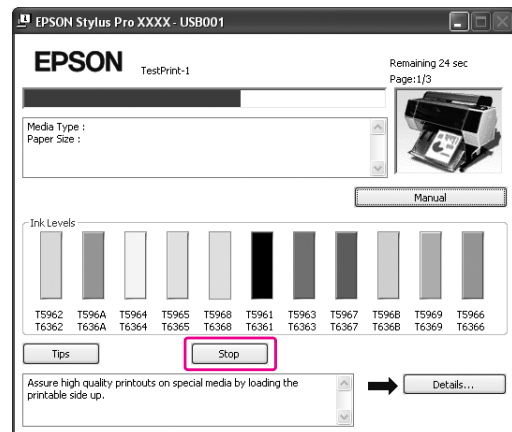 EPSON Stylus Pro XXXX - USB001
EPSON
TestPrint-1
Remaining 24 sec
Page:1/3
Media Type :
Paper Size :
Manual
Ink Levels
T5962 T596A T5964 T5965 T5968 T5961 T5963 T5967 T596B T5969 T5966
T6362 T636A T6364 T6365 T6368 T6361 T6363 T6367 T636B T6369 T6366
Tips
Stop
Assure high quality printouts on special media by loading the
printable side up.
Details...